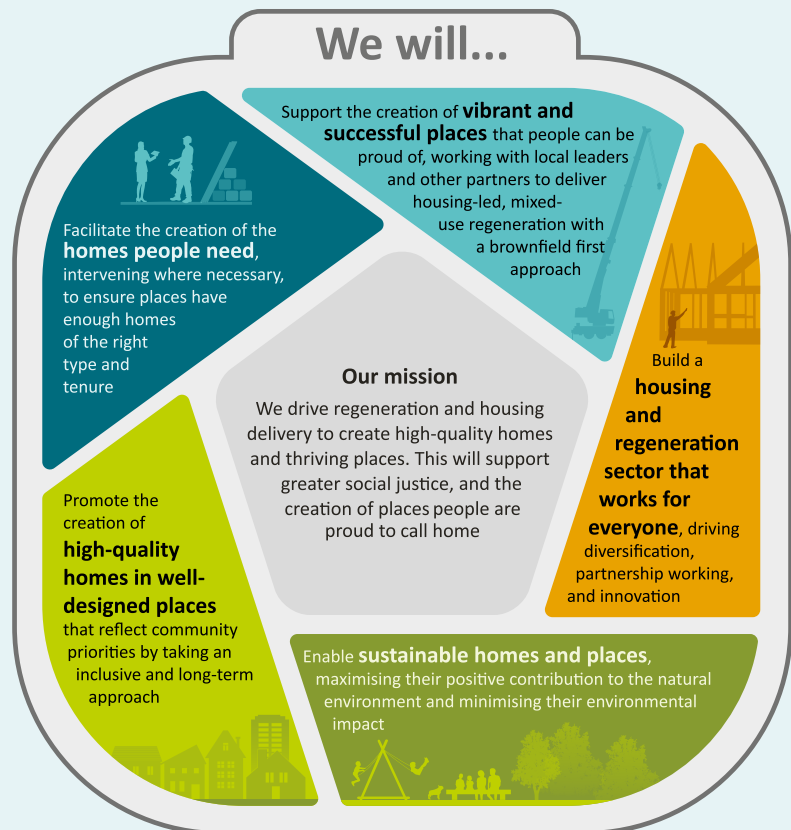 We will...
Support the creation of vibrant and
successful places that people can be
proud of, working with local leaders
and other partners to deliver
housing-led, mixed-
use regeneration with
a brownfield first
approach
Build a
housing
and
regeneration
sector that
works for
everyone, driving
diversification,
partnership working,
and innovation
Enable sustainable homes and places,
maximising their positive contribution to the natural
environment and minimising their environmental
impact
Promote the
creation of
high-quality
homes in well-
designed places
that reflect community
priorities by taking an
inclusive and long-term
approach
Facilitate the creation of the
homes people need,
intervening where necessary,
to ensure places have
enough homes
of the right
type and
tenure
Our mission
We drive regeneration and housing
delivery to create high-quality homes
and thriving places. This will support
greater social justice, and the
creation of places people are
proud to call home